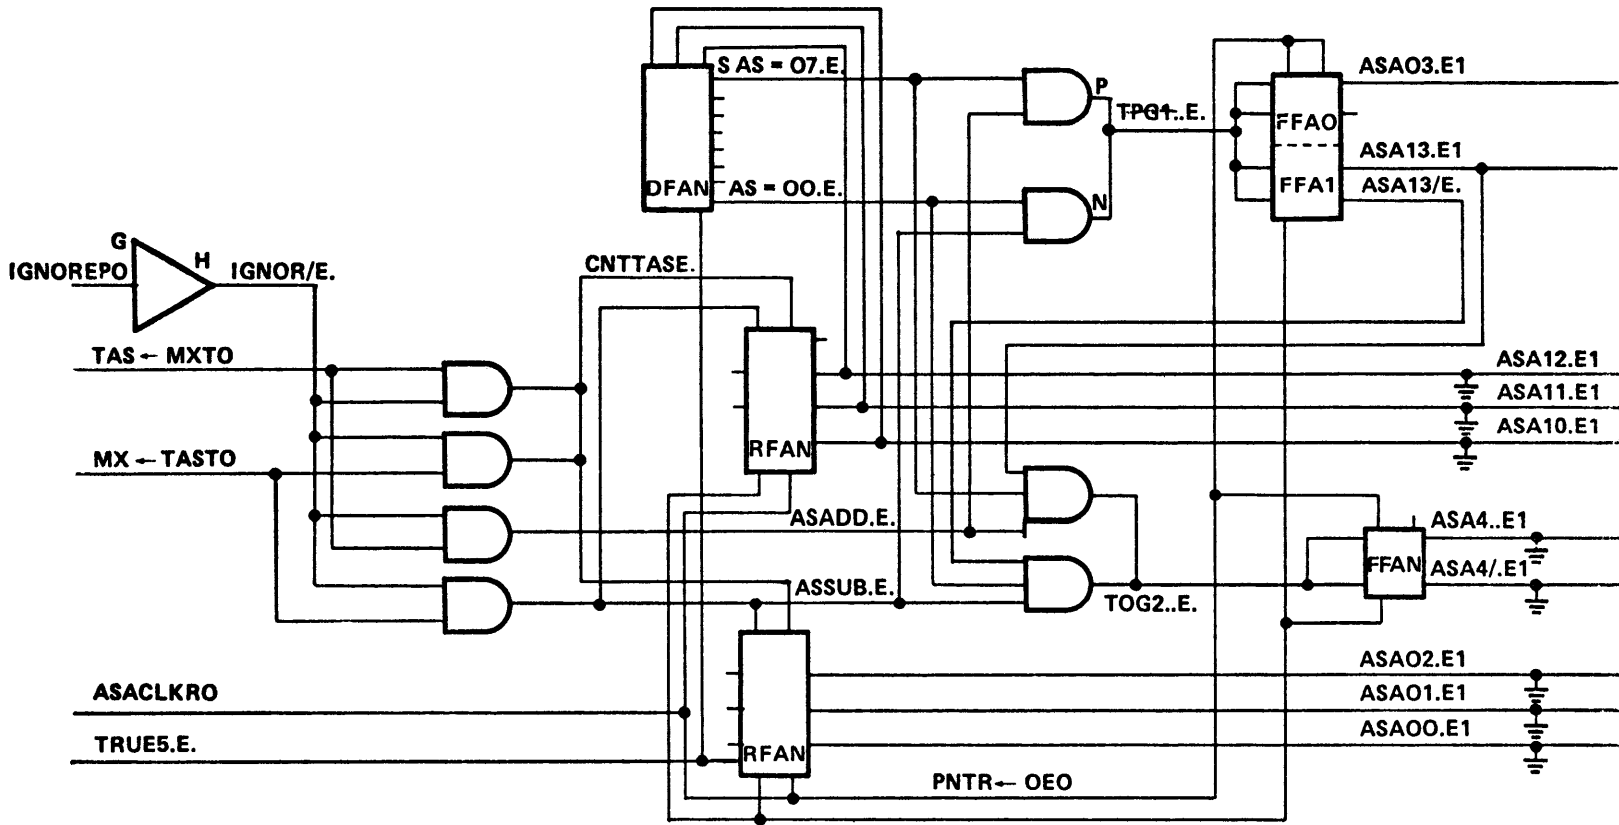 S AS = 07.E.
P
TPG1..E.
ASA03.E1
FFA0
ASA13.E1
FFA1
ASA13/E.
DFAN
AS = 00.E.
N
G
H
IGNOREPO
IGNOR/E.
CNTTASE.
TAS ← MXTO
ASA12.E1
ASA11.E1
ASA10.E1
RFAN
MX ← TASTO
ASADD.E.
ASA4..E1
FFAN
ASA4/.E1
ASSUB.E.
TOG2..E.
ASA02.E1
ASACLKRO
ASA01.E1
ASA00.E1
TRUE5.E.
RFAN
PNTR ← OEO